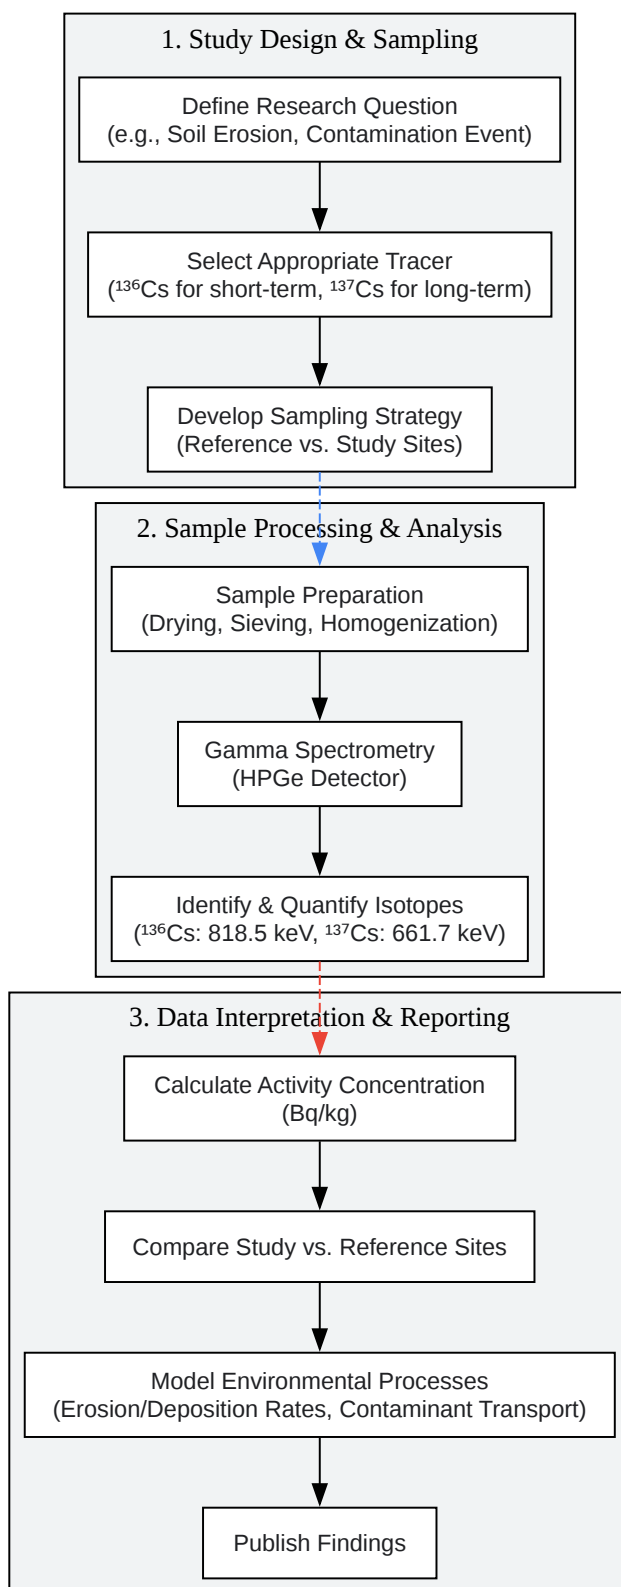 1. Study Design & Sampling
Define Research Question
(e.g., Soil Erosion, Contamination Event)
Select Appropriate Tracer
(¹³⁶Cs for short-term, ¹³⁷Cs for long-term)
Develop Sampling Strategy
(Reference vs. Study Sites)
2. Sample Processing & Analysis
Sample Preparation
(Drying, Sieving, Homogenization)
Gamma Spectrometry
(HPGe Detector)
Identify & Quantify Isotopes
(¹³⁶Cs: 818.5 keV, ¹³⁷Cs: 661.7 keV)
3. Data Interpretation & Reporting
Calculate Activity Concentration
(Bq/kg)
Compare Study vs. Reference Sites
Model Environmental Processes
(Erosion/Deposition Rates, Contaminant Transport)
Publish Findings